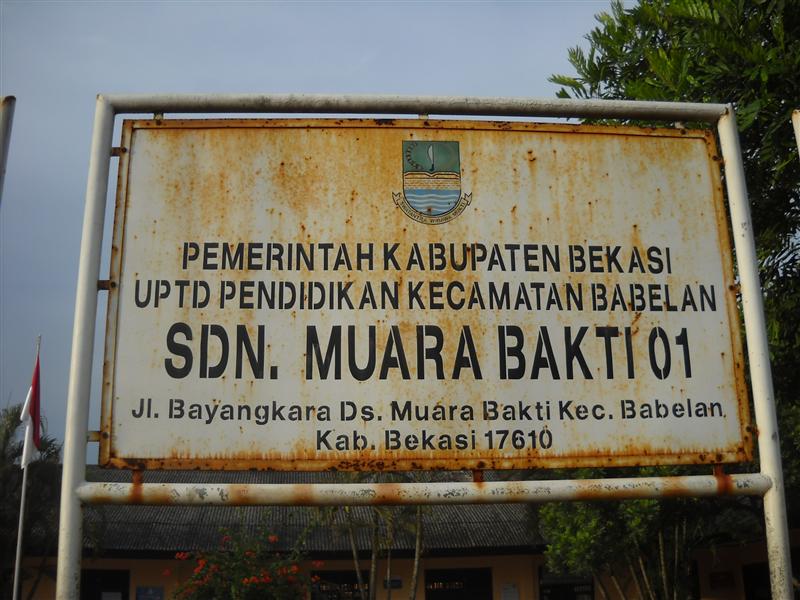 PEMERINTAH KABUPATEN BEKASI
UPTD PENDIDIKAN KECAMATAN BABELAN
SDN. MUARA BAKTI 01
Jl. Bayangkara Ds. Muara Bakti Kec. Babelan
Kab. Bekasi 17610